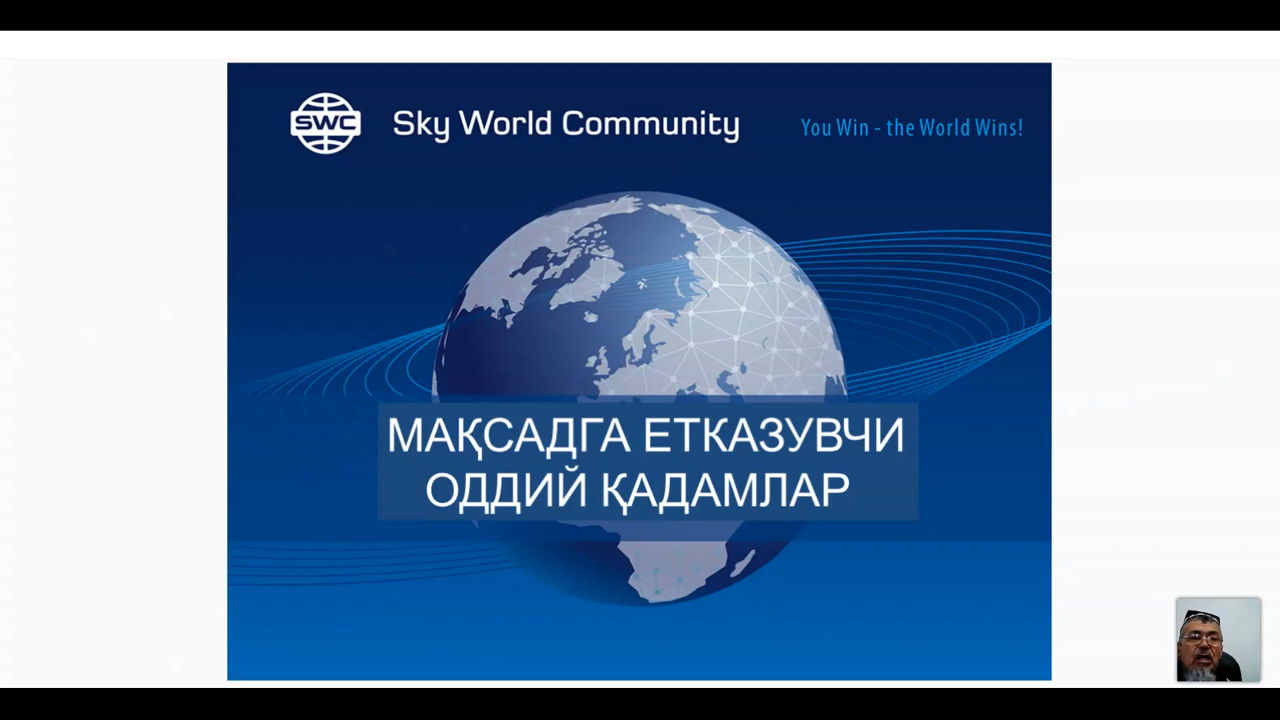 SWC
Sky World Community
You Win - the World Wins!
МАҚСАДГА ЕТКАЗУВЧИ
ОДДИЙ ҚАДАМЛАР